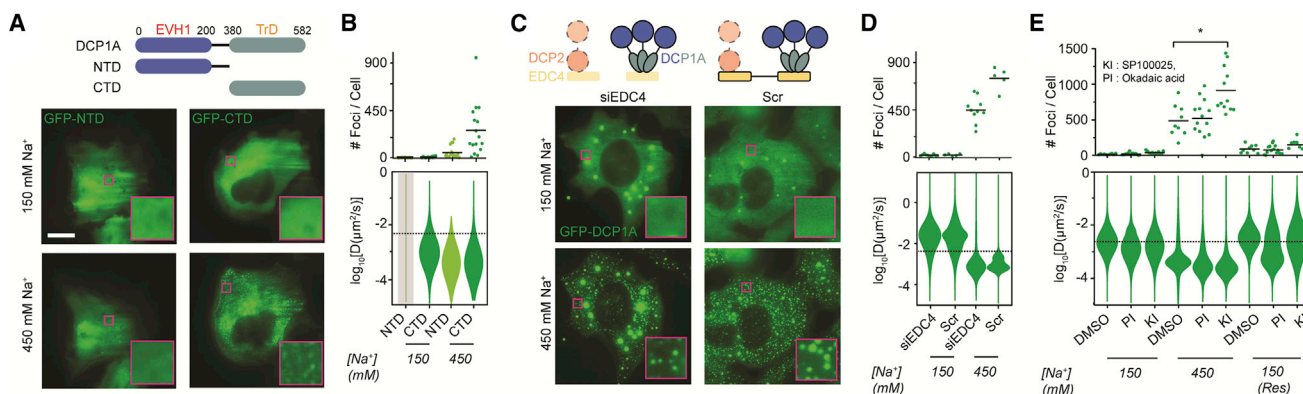 A
0 EVH1 200 380 TrD 582
DCP1A
NTD
CTD
GFP-NTD
GFP-CTD
150 mM Na⁺
450 mM Na⁺
B
# Foci / Cell
900
450
0
log₁₀[D(µm²/s)]
0
−2
−4
NTD
CTD
NTD
CTD
[Na⁺] 150 450
(mM)
C
DCP2
EDC4
DCP1A
siEDC4
Scr
150 mM Na⁺
GFP-DCP1A
450 mM Na⁺
D
# Foci / Cell
900
450
0
log₁₀[D(µm²/s)]
0
−2
−4
siEDC4
Scr
siEDC4
Scr
[Na⁺] 150 450
(mM)
E
# Foci / Cell
1500
1000
500
0
KI : SP100025,
PI : Okadaic acid
*
log₁₀[D(µm²/s)]
0
−2
−4
DMSO
PI
KI
DMSO
PI
KI
DMSO
PI
KI
[Na⁺] 150 450 150
(mM) (Res)